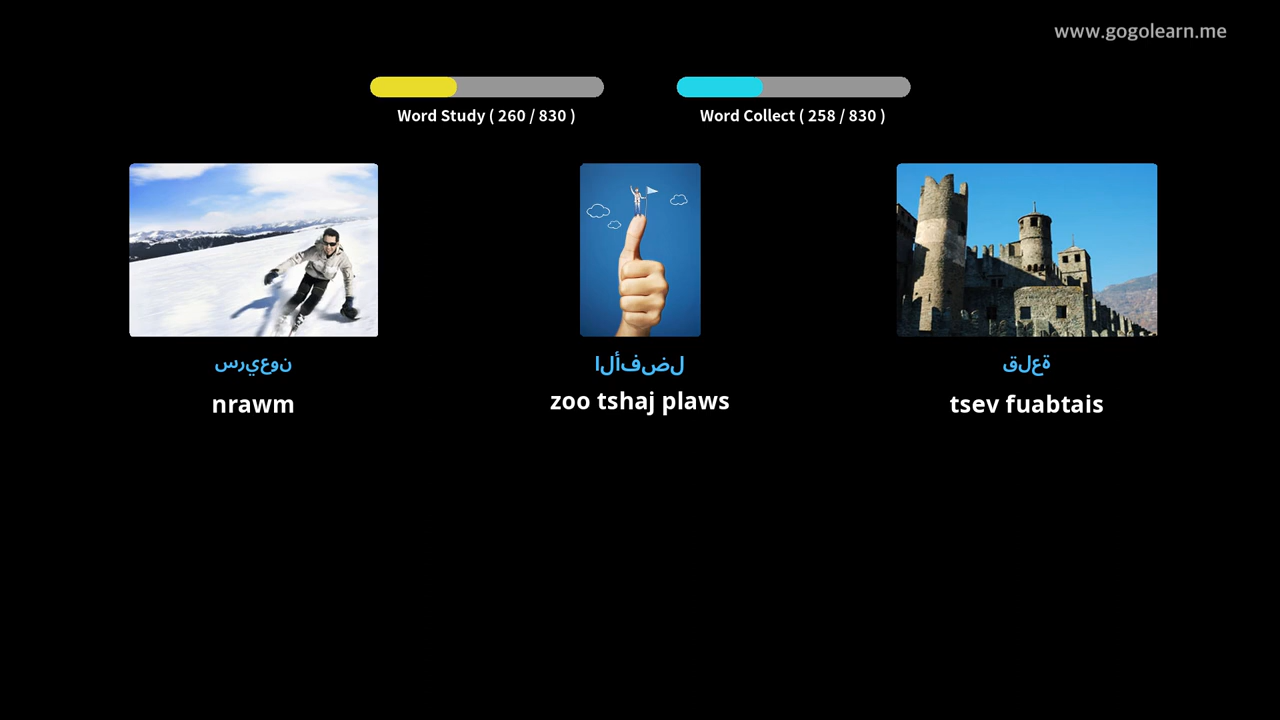 www.gogolearn.me
Word Study ( 260 / 830 )
Word Collect ( 258 / 830 )
سريعون
الأفضل
قلعة
nrawm
zoo tshaj plaws
tsev fuabtais